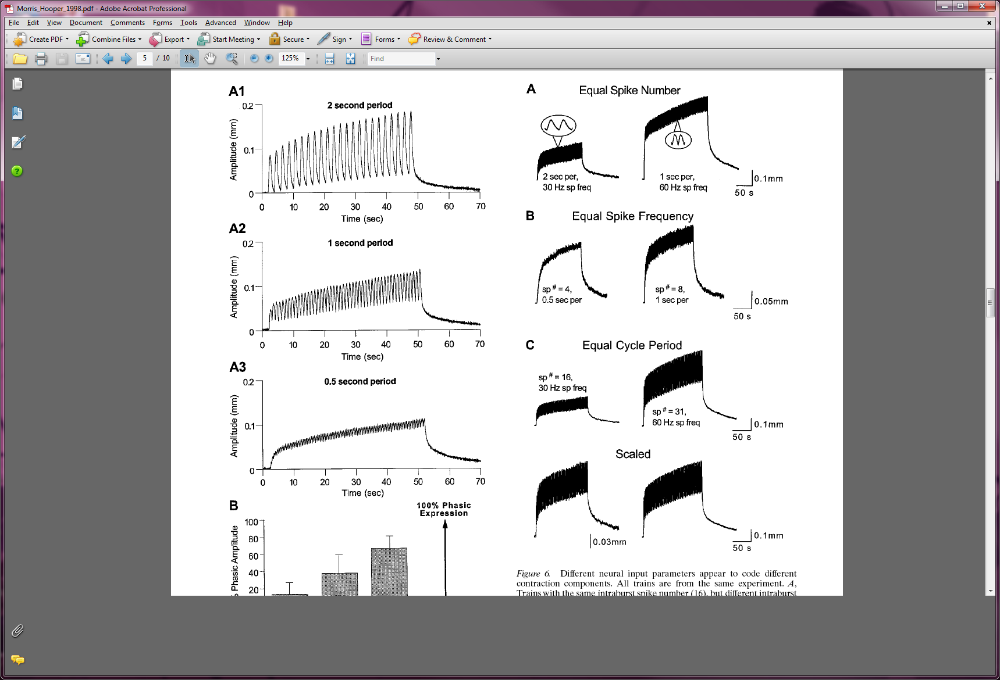 Morris_Hooper_1998.pdf - Adobe Acrobat Professional
File Edit View Document Comments Forms Tools Advanced Window Help
Create PDF Combine Files Export Start Meeting Secure Sign Forms Review & Comment
5 / 10 125% Find
A1
2 second period
0.2
0.1
0
Amplitude (mm)
0 10 20 30 40 50 60 70
Time (sec)
A2
1 second period
0.2
0.1
0
Amplitude (mm)
0 10 20 30 40 50 60 70
Time (sec)
A3
0.5 second period
0.2
0.1
0
Amplitude (mm)
0 10 20 30 40 50 60 70
Time (sec)
B
100% Phasic
Expression
100
80
60
40
20
% Phasic Amplitude
A Equal Spike Number
2 sec per,
30 Hz sp freq
1 sec per,
60 Hz sp freq
0.1mm
50 s
B Equal Spike Frequency
sp # = 4,
0.5 sec per
sp # = 8,
1 sec per
0.05mm
50 s
C Equal Cycle Period
sp # = 16,
30 Hz sp freq
sp # = 31,
60 Hz sp freq
0.1mm
50 s
Scaled
0.03mm
0.1mm
50 s
Figure 6. Different neural input parameters appear to code different
contraction components. All trains are from the same experiment. A,
Trains with the same intraburst spike number (16), but different intraburst